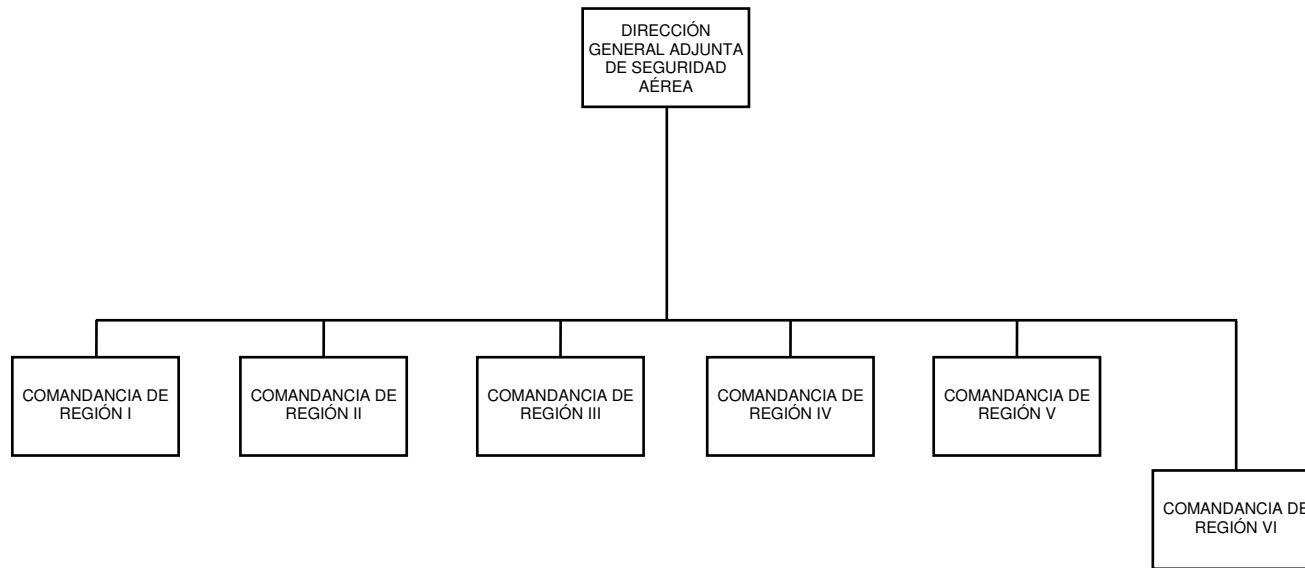 DIRECCIÓN
GENERAL ADJUNTA
DE SEGURIDAD
AÉREA
COMANDANCIA DE
REGIÓN I
COMANDANCIA DE
REGIÓN II
COMANDANCIA DE
REGIÓN III
COMANDANCIA DE
REGIÓN IV
COMANDANCIA DE
REGIÓN V
COMANDANCIA DE
REGIÓN VI